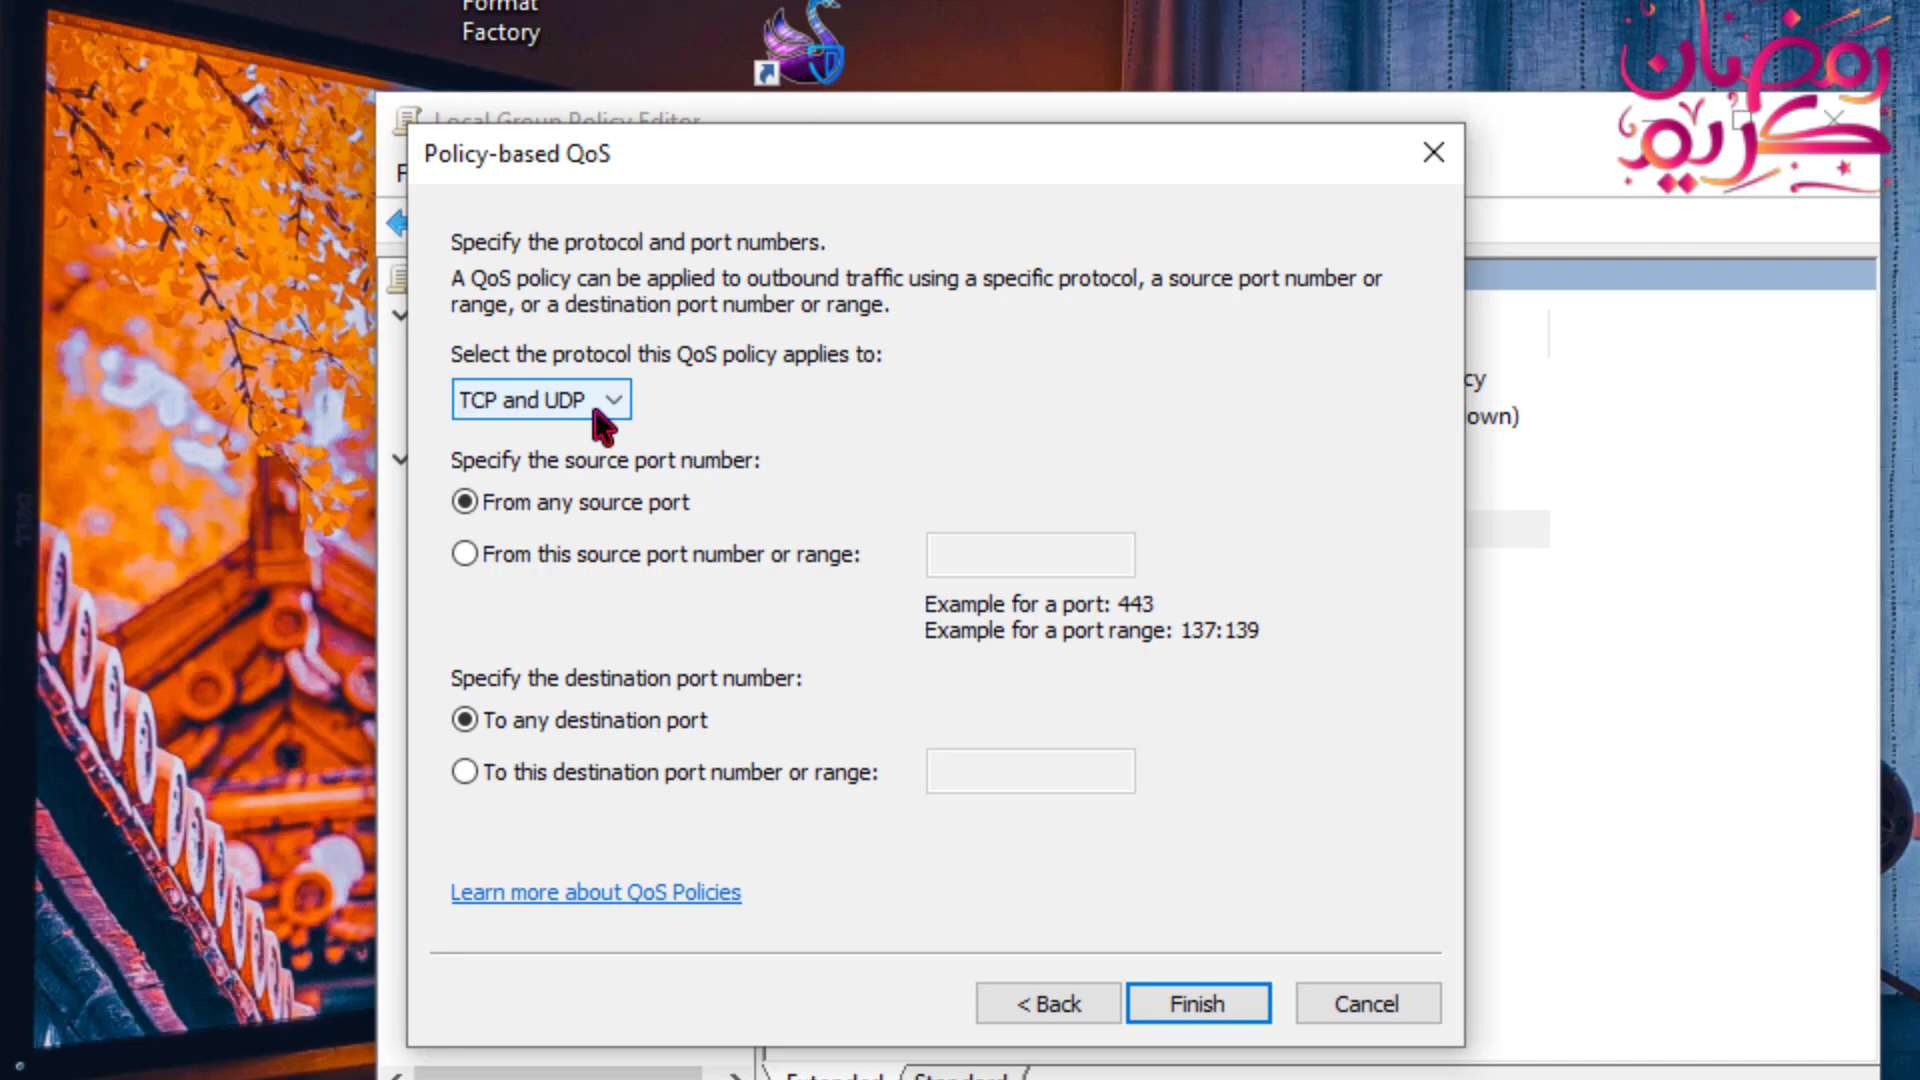 Format
Factory
رمضان
كريم
Local Group Policy Editor
Policy-based QoS
F
Specify the protocol and port numbers.
A QoS policy can be applied to outbound traffic using a specific protocol, a source port number or
range, or a destination port number or range.
Select the protocol this QoS policy applies to:
TCP and UDP
cy
own)
Specify the source port number:
From any source port
From this source port number or range:
Example for a port: 443
Example for a port range: 137:139
Specify the destination port number:
To any destination port
To this destination port number or range:
Learn more about QoS Policies
< Back
Finish
Cancel
Extended
Standard